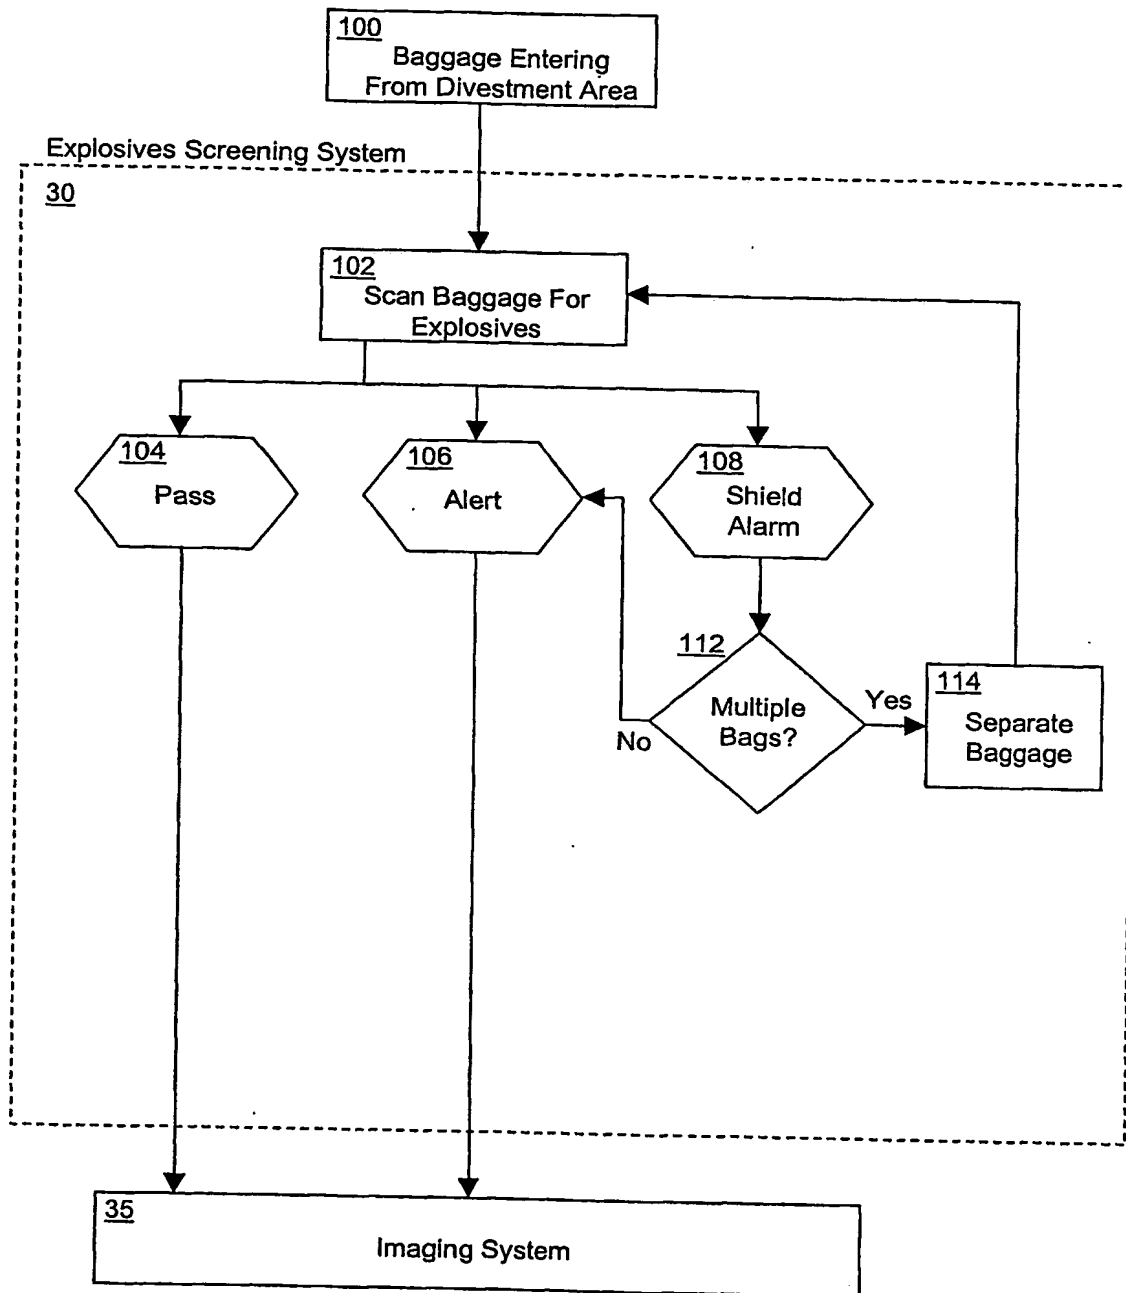 100
Baggage Entering
From Divestment Area
Explosives Screening System
30
102
Scan Baggage For
Explosives
104
Pass
106
Alert
108
Shield
Alarm
112
Multiple
Bags?
Yes
No
114
Separate
Baggage
35
Imaging System